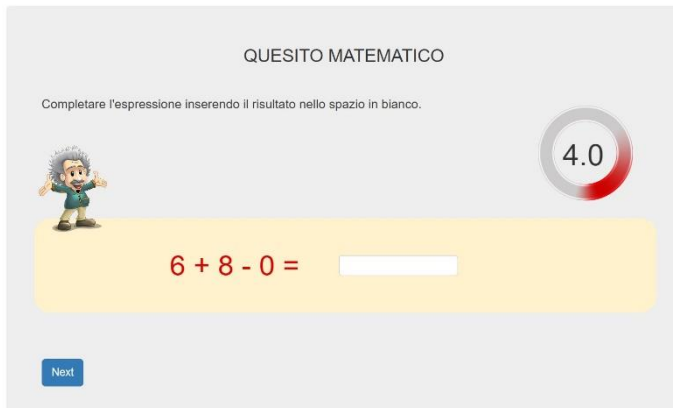 QUESITO MATEMATICO
Completare l'espressione inserendo il risultato nello spazio in bianco.
4.0
6 + 8 - 0 =
Next